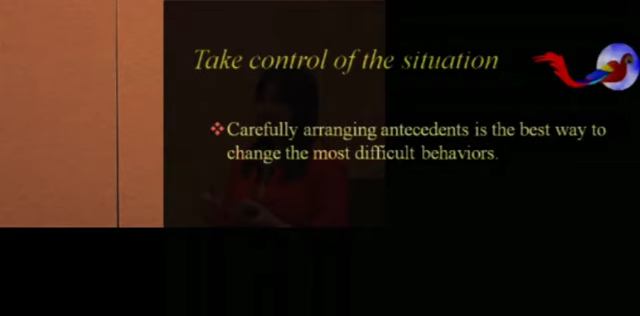 Take control of the situation
Carefully arranging antecedents is the best way to
change the most difficult behaviors.